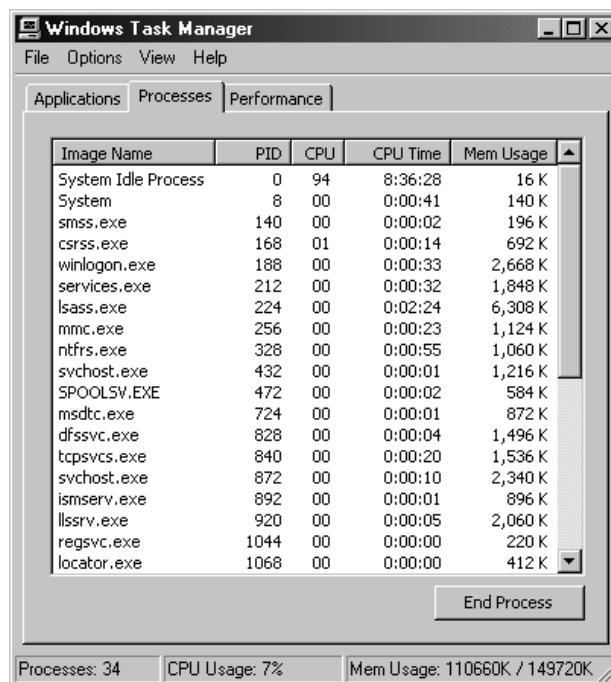 Windows Task Manager
File Options View Help
Applications Processes Performance
Image Name PID CPU CPU Time Mem Usage
System Idle Process 0 94 8:36:28 16 K
System 8 00 0:00:41 140 K
smss.exe 140 00 0:00:02 196 K
csrss.exe 168 01 0:00:14 692 K
winlogon.exe 188 00 0:00:33 2,668 K
services.exe 212 00 0:00:32 1,848 K
lsass.exe 224 00 0:02:24 6,308 K
mmc.exe 256 00 0:00:23 1,124 K
ntfrs.exe 328 00 0:00:55 1,060 K
svchost.exe 432 00 0:00:01 1,216 K
SPOOLSV.EXE 472 00 0:00:02 584 K
msdtc.exe 724 00 0:00:01 872 K
dfssvc.exe 828 00 0:00:04 1,496 K
tcpsvcs.exe 840 00 0:00:20 1,536 K
svchost.exe 872 00 0:00:10 2,340 K
ismserv.exe 892 00 0:00:01 896 K
llssrv.exe 920 00 0:00:05 2,060 K
regsvc.exe 1044 00 0:00:00 220 K
locator.exe 1068 00 0:00:00 412 K
End Process
Processes: 34 CPU Usage: 7% Mem Usage: 110660K / 149720K